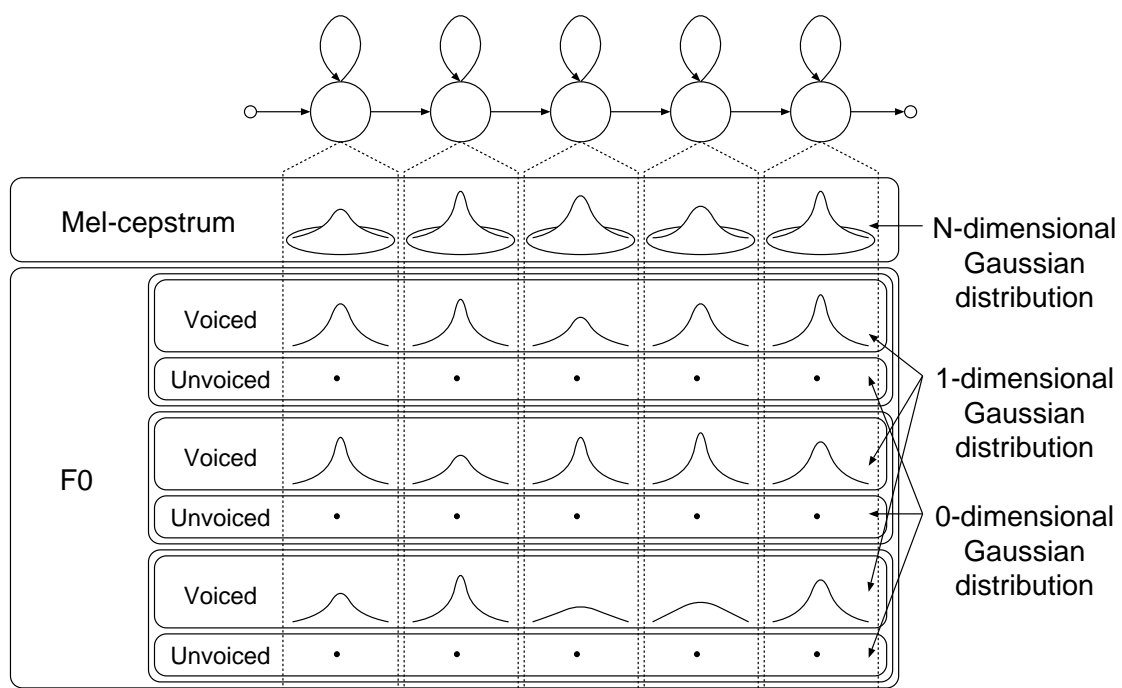 Mel-cepstrum
N-dimensional
Gaussian
distribution
F0
Voiced
Unvoiced
Voiced
Unvoiced
Voiced
Unvoiced
1-dimensional
Gaussian
distribution
0-dimensional
Gaussian
distribution